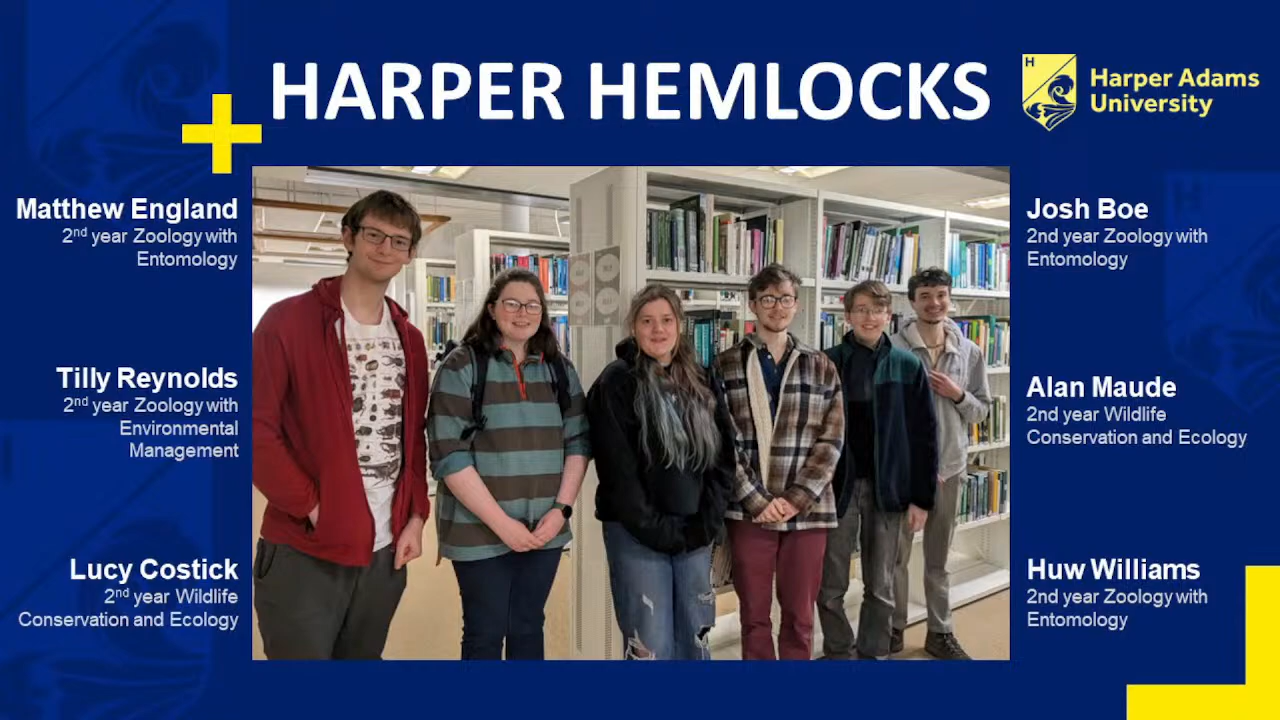 HARPER HEMLOCKS
H
Harper Adams
University
Matthew England
2nd year Zoology with
Entomology
Tilly Reynolds
2nd year Zoology with
Environmental
Management
Lucy Costick
2nd year Wildlife
Conservation and Ecology
Josh Boe
2nd year Zoology with
Entomology
Alan Maude
2nd year Wildlife
Conservation and Ecology
Huw Williams
2nd year Zoology with
Entomology